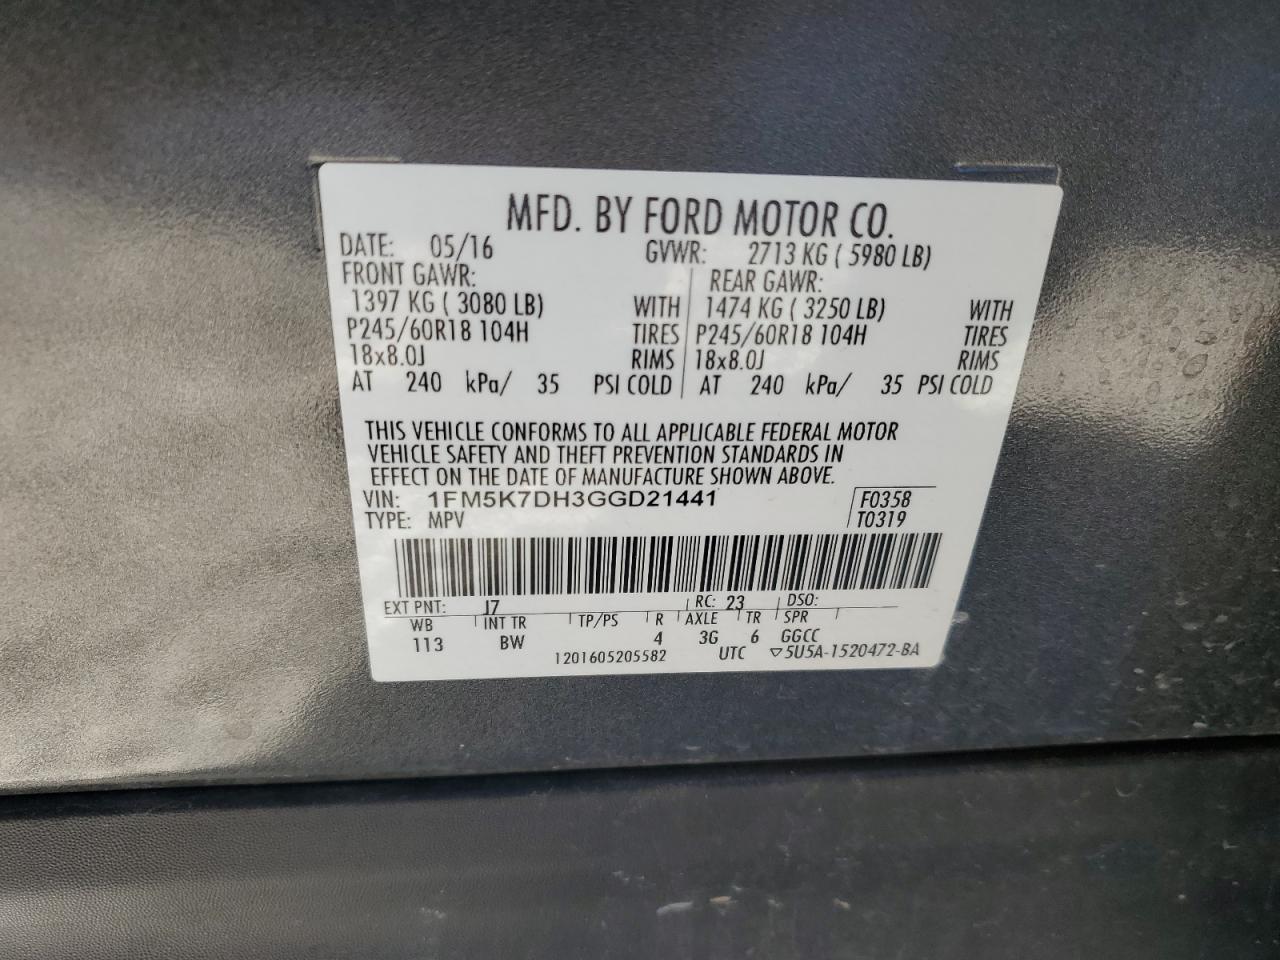 MFD. BY FORD MOTOR CO.
DATE: 05/16 GVWR: 2713 KG ( 5980 LB)
FRONT GAWR: REAR GAWR:
1397 KG ( 3080 LB) WITH 1474 KG ( 3250 LB) WITH
P245/60R18 104H TIRES P245/60R18 104H TIRES
18x8.0J RIMS 18x8.0J RIMS
AT 240 kPa/ 35 PSI COLD AT 240 kPa/ 35 PSI COLD
THIS VEHICLE CONFORMS TO ALL APPLICABLE FEDERAL MOTOR
VEHICLE SAFETY AND THEFT PREVENTION STANDARDS IN
EFFECT ON THE DATE OF MANUFACTURE SHOWN ABOVE.
VIN: 1FM5K7DH3GGD21441 F0358
TYPE: MPV T0319
EXT PNT: J7 RC: 23 DSO:
WB INT TR TP/PS R AXLE TR SPR
113 BW 4 3G 6 GGCC
1201605205582 UTC ▽5U5A-1520472-BA